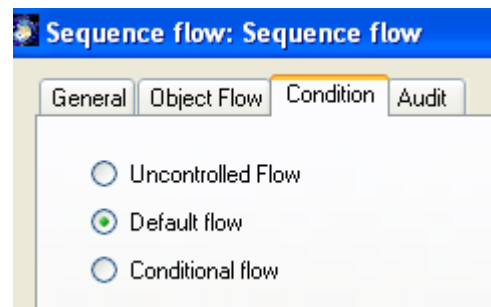 Sequence flow: Sequence flow
General Object Flow Condition Audit
Uncontrolled Flow
Default flow
Conditional flow